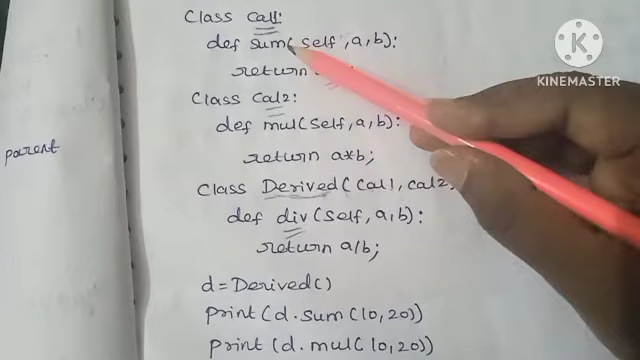 Class Cal1:
def sum(self, a, b):
return
Class Cal2:
def mul(self, a, b):
return a*b;
parent
Class Derived(Cal1, Cal2
def div(self, a, b):
return a/b;
d = Derived()
print(d.sum(10,20))
print(d.mul(10,20))
KINEMASTER